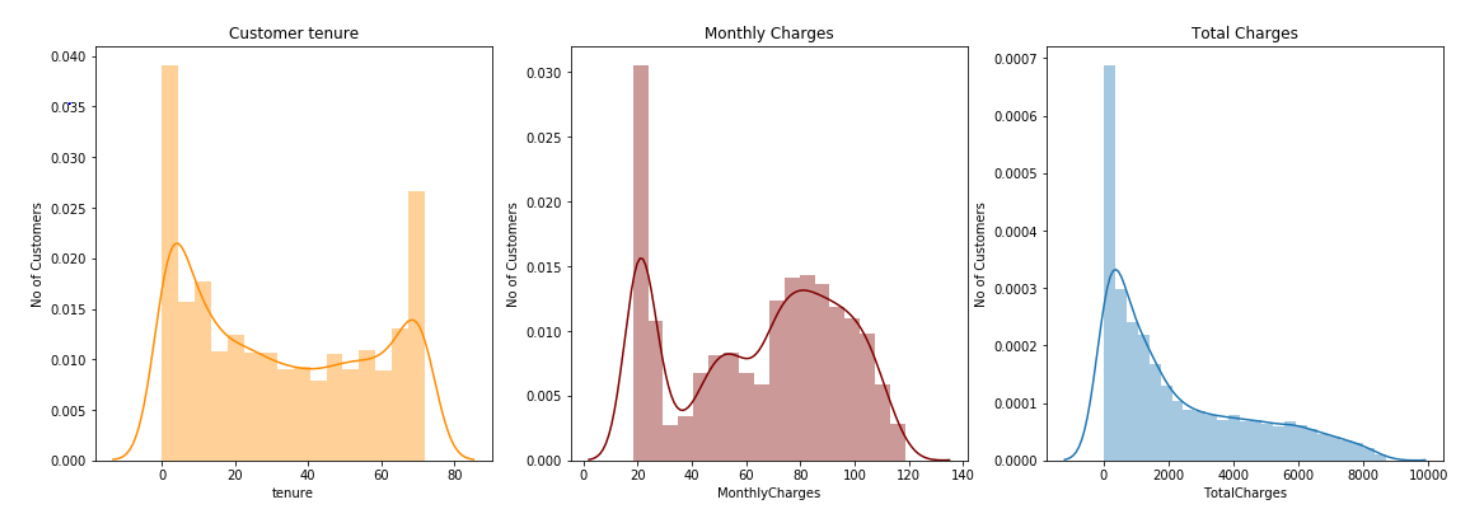 Customer tenure
No of Customers
0.040
0.035
0.030
0.025
0.020
0.015
0.010
0.005
0.000
0 20 40 60 80
tenure
Monthly Charges
No of Customers
0.030
0.025
0.020
0.015
0.010
0.005
0.000
0 20 40 60 80 100 120 140
MonthlyCharges
Total Charges
No of Customers
0.0007
0.0006
0.0005
0.0004
0.0003
0.0002
0.0001
0.0000
0 2000 4000 6000 8000 10000
TotalCharges